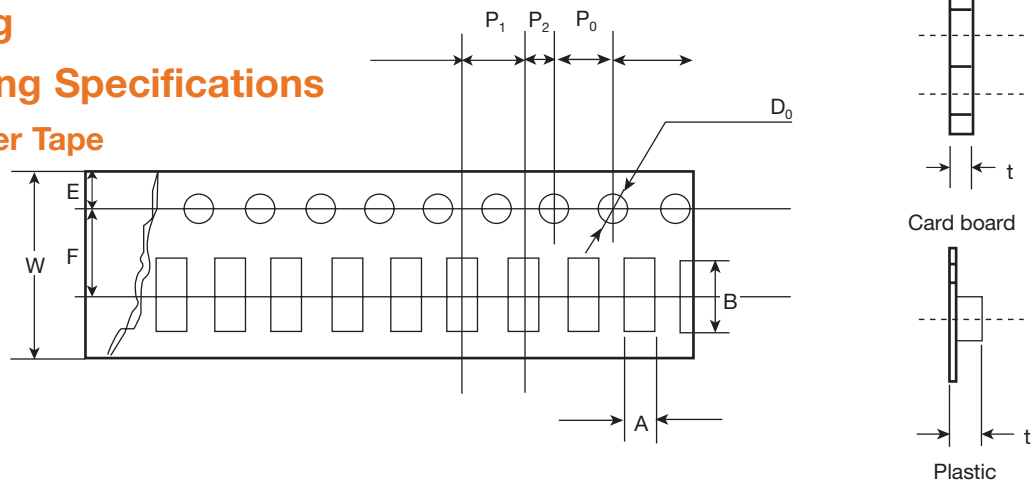 g
ng Specifications
er Tape
P₁ P₂ P₀
D₀
E
F
W
B
A
t
Card board
t
Plastic